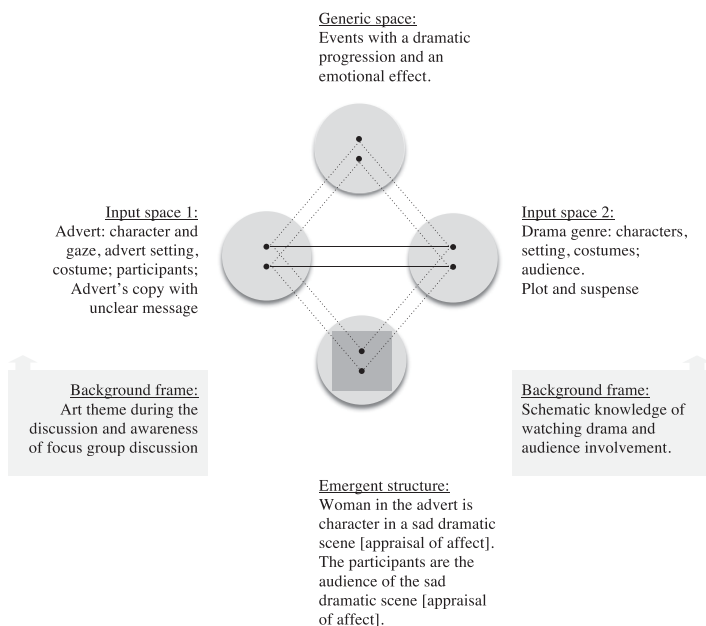 Generic space:
Events with a dramatic
progression and an
emotional effect.
Input space 1:
Advert: character and
gaze, advert setting,
costume; participants;
Advert’s copy with
unclear message
Input space 2:
Drama genre: characters,
setting, costumes;
audience.
Plot and suspense
Background frame:
Art theme during the
discussion and awareness
of focus group discussion
Background frame:
Schematic knowledge of
watching drama and
audience involvement.
Emergent structure:
Woman in the advert is
character in a sad dramatic
scene [appraisal of affect].
The participants are the
audience of the sad
dramatic scene [appraisal
of affect].